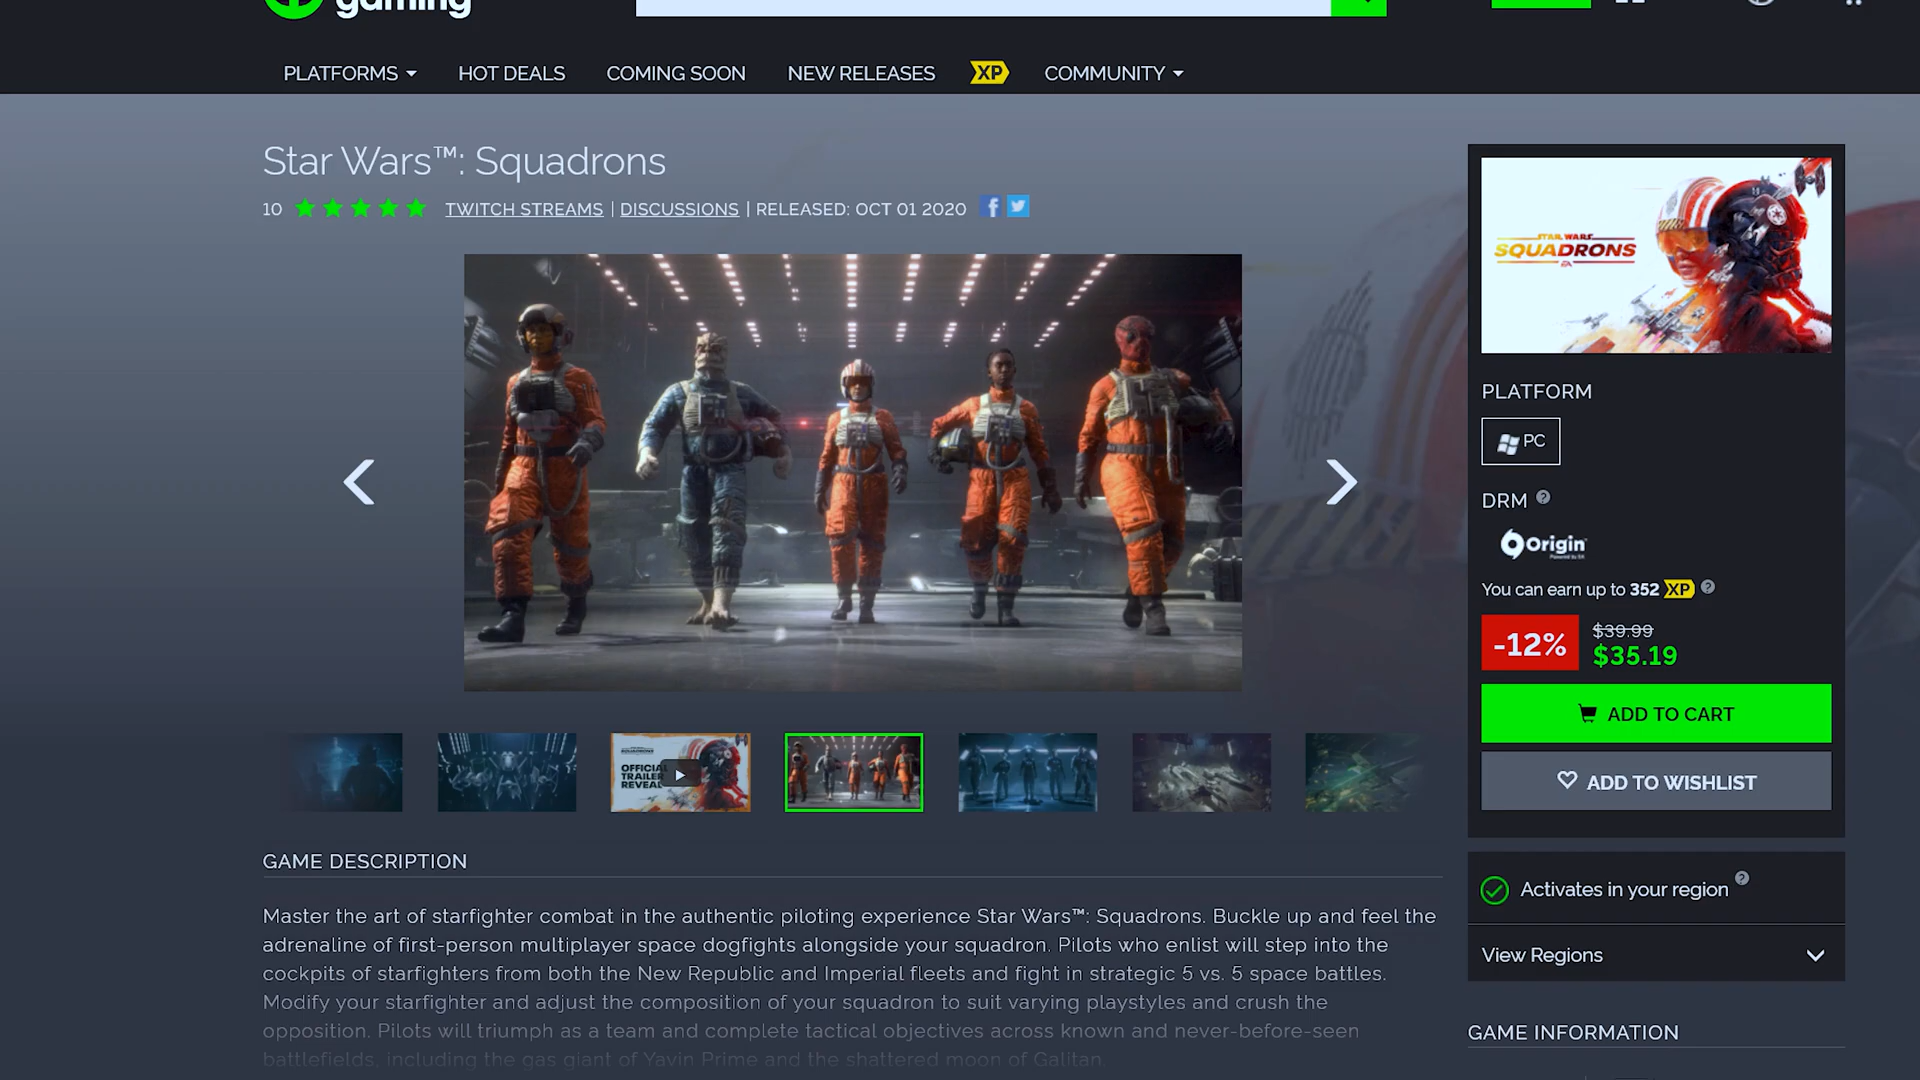 gaming
PLATFORMS HOT DEALS COMING SOON NEW RELEASES XP COMMUNITY
Star Wars™: Squadrons
10 TWITCH STREAMS | DISCUSSIONS | RELEASED: OCT 01 2020
STAR WARS
SQUADRONS
EA
PLATFORM
PC
DRM
Origin
You can earn up to 352 XP
-12%
$39.99
$35.19
ADD TO CART
ADD TO WISHLIST
OFFICIAL
TRAILER
REVEAL
Activates in your region
View Regions
GAME DESCRIPTION
Master the art of starfighter combat in the authentic piloting experience Star Wars™: Squadrons. Buckle up and feel the
adrenaline of first-person multiplayer space dogfights alongside your squadron. Pilots who enlist will step into the
cockpits of starfighters from both the New Republic and Imperial fleets and fight in strategic 5 vs. 5 space battles.
Modify your starfighter and adjust the composition of your squadron to suit varying playstyles and crush the
opposition. Pilots will triumph as a team and complete tactical objectives across known and never-before-seen
battlefields, including the gas giant of Yavin Prime and the shattered moon of Galitan.
GAME INFORMATION